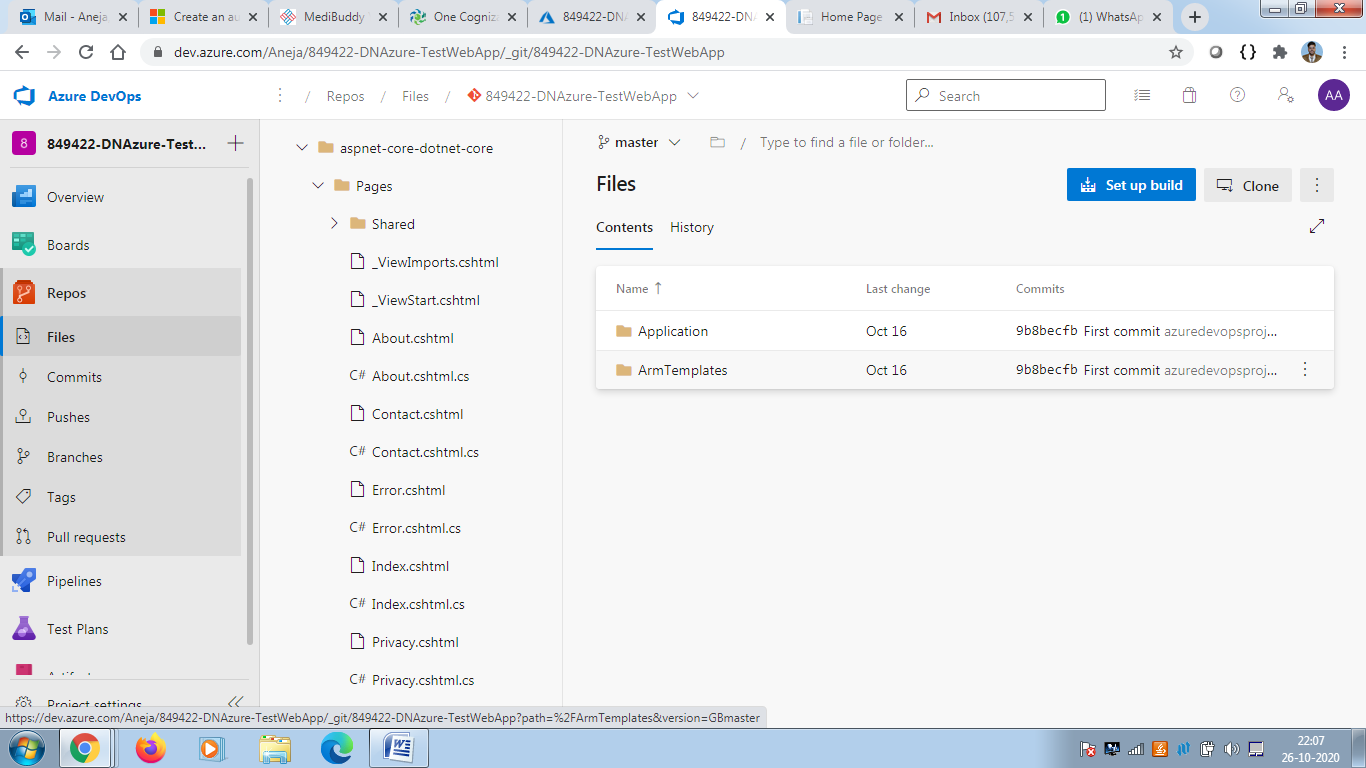 Mail - Aneja,
Create an au
MediBuddy
One Cogniza
849422-DNA
849422-DNA
Home Page
Inbox (107,5
(1) WhatsAp
dev.azure.com/Aneja/849422-DNAzure-TestWebApp/_git/849422-DNAzure-TestWebApp
Azure DevOps
/ Repos / Files / 849422-DNAzure-TestWebApp
Search
AA
8 849422-DNAzure-Test...
Overview
Boards
Repos
Files
Commits
Pushes
Branches
Tags
Pull requests
Pipelines
Test Plans
Artifact
Project settings
aspnet-core-dotnet-core
Pages
Shared
_ViewImports.cshtml
_ViewStart.cshtml
About.cshtml
C# About.cshtml.cs
Contact.cshtml
C# Contact.cshtml.cs
Error.cshtml
C# Error.cshtml.cs
Index.cshtml
C# Index.cshtml.cs
Privacy.cshtml
C# Privacy.cshtml.cs
master / Type to find a file or folder...
Files
Set up build
Clone
Contents History
Name ↑ Last change Commits
Application Oct 16 9b8becfb First commit azuredevopsproj...
ArmTemplates Oct 16 9b8becfb First commit azuredevopsproj...
https://dev.azure.com/Aneja/849422-DNAzure-TestWebApp/_git/849422-DNAzure-TestWebApp?path=%2FArmTemplates&version=GBmaster
22:07
26-10-2020